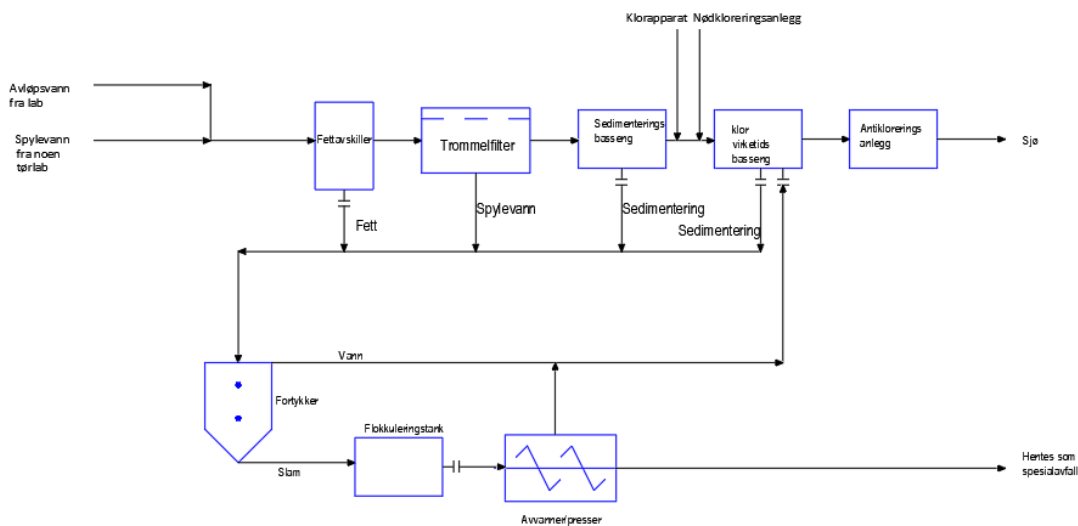 Klorapparat Nødkloreringsanlegg
Avløpsvann
fra lab
Spylevann
fra noen
tørlab
Fettavskiller
Trommelfilter
Sedimenterings
basseng
klor
virketids
basseng
Antiklorerings
anlegg
Sjø
Fett
Spylevann
Sedimentering
Sedimentering
Vann
Fortykker
Slam
Flokkuleringstank
Avvanner/presser
Hentes som
spesialavfall